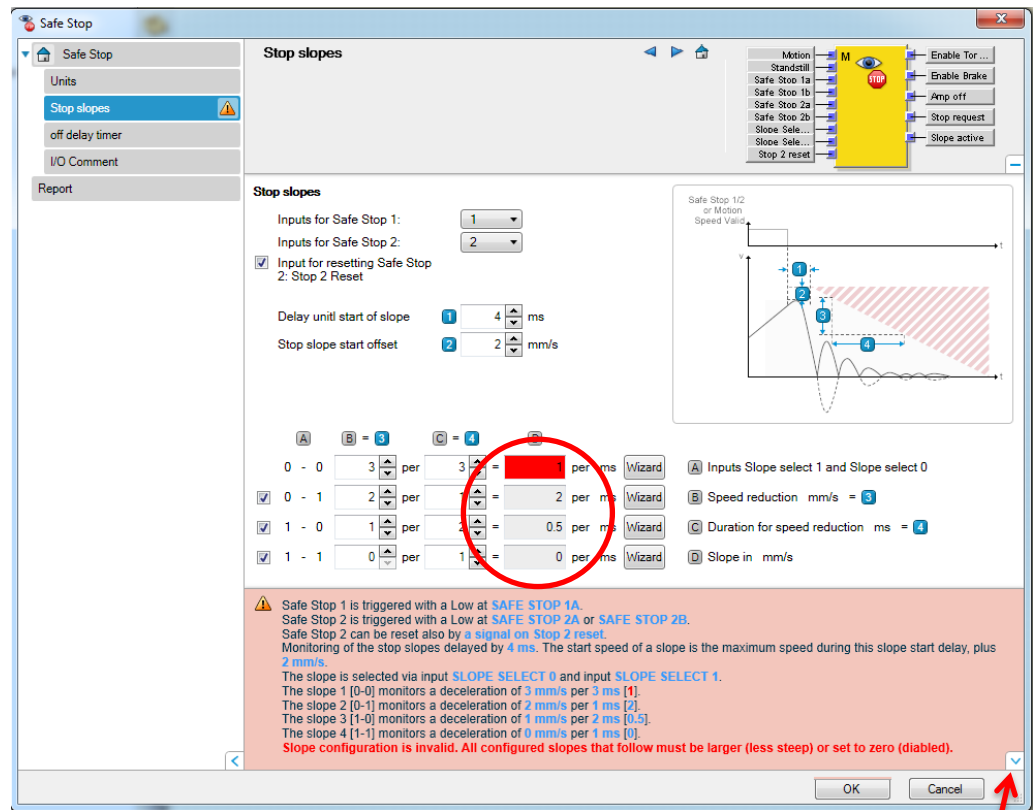 Safe Stop
Safe Stop
Units
Stop slopes
off delay timer
I/O Comment
Report
Stop slopes
Motion
Standstill
Safe Stop 1a
Safe Stop 1b
Safe Stop 2a
Safe Stop 2b
Slope Sele...
Slope Sele...
Stop 2 reset
M
STOP
Enable Tor ...
Enable Brake
Amp off
Stop request
Slope active
Stop slopes
Inputs for Safe Stop 1: 1
Inputs for Safe Stop 2: 2
Input for resetting Safe Stop
2: Stop 2 Reset
Delay unitl start of slope 1 4 ms
Stop slope start offset 2 2 mm/s
Safe Stop 1/2
or Motion
Speed Valid
t
v
1
2
3
4
t
A B = 3 C = 4 D
0 - 0 3 per 3 = 1 per ms Wizard A Inputs Slope select 1 and Slope select 0
0 - 1 2 per 1 = 2 per ms Wizard B Speed reduction mm/s = 3
1 - 0 1 per 2 = 0.5 per ms Wizard C Duration for speed reduction ms = 4
1 - 1 0 per 1 = 0 per ms Wizard D Slope in mm/s
Safe Stop 1 is triggered with a Low at SAFE STOP 1A.
Safe Stop 2 is triggered with a Low at SAFE STOP 2A or SAFE STOP 2B.
Safe Stop 2 can be reset also by a signal on Stop 2 reset.
Monitoring of the stop slopes delayed by 4 ms. The start speed of a slope is the maximum speed during this slope start delay, plus
2 mm/s.
The slope is selected via input SLOPE SELECT 0 and input SLOPE SELECT 1.
The slope 1 [0-0] monitors a deceleration of 3 mm/s per 3 ms [1].
The slope 2 [0-1] monitors a deceleration of 2 mm/s per 1 ms [2].
The slope 3 [1-0] monitors a deceleration of 1 mm/s per 2 ms [0.5].
The slope 4 [1-1] monitors a deceleration of 0 mm/s per 1 ms [0].
Slope configuration is invalid. All configured slopes that follow must be larger (less steep) or set to zero (diabled).
OK Cancel